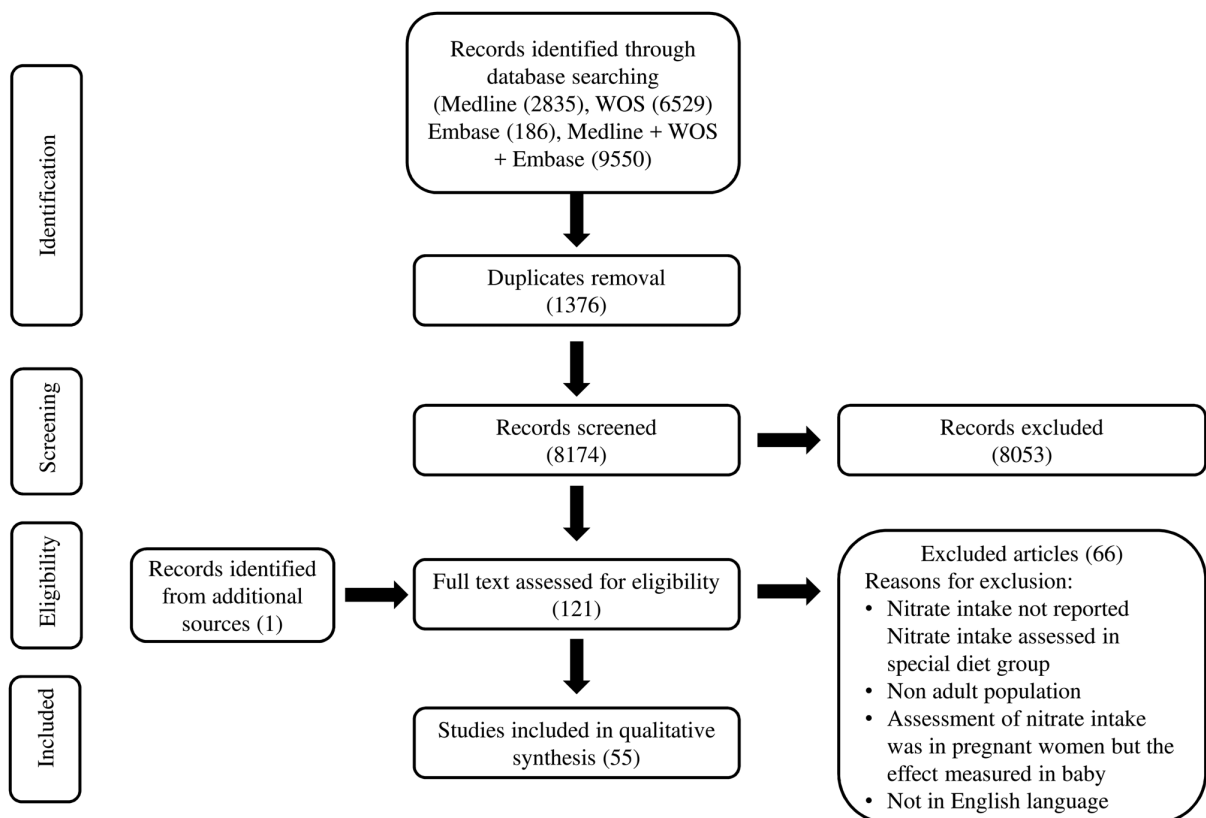 Identification
Records identified through
database searching
(Medline (2835), WOS (6529)
Embase (186), Medline + WOS
+ Embase (9550)
Duplicates removal
(1376)
Screening
Records screened
(8174)
Records excluded
(8053)
Eligibility
Records identified
from additional
sources (1)
Full text assessed for eligibility
(121)
Excluded articles (66)
Reasons for exclusion:
• Nitrate intake not reported
Nitrate intake assessed in
special diet group
• Non adult population
• Assessment of nitrate intake
was in pregnant women but the
effect measured in baby
• Not in English language
Included
Studies included in qualitative
synthesis (55)